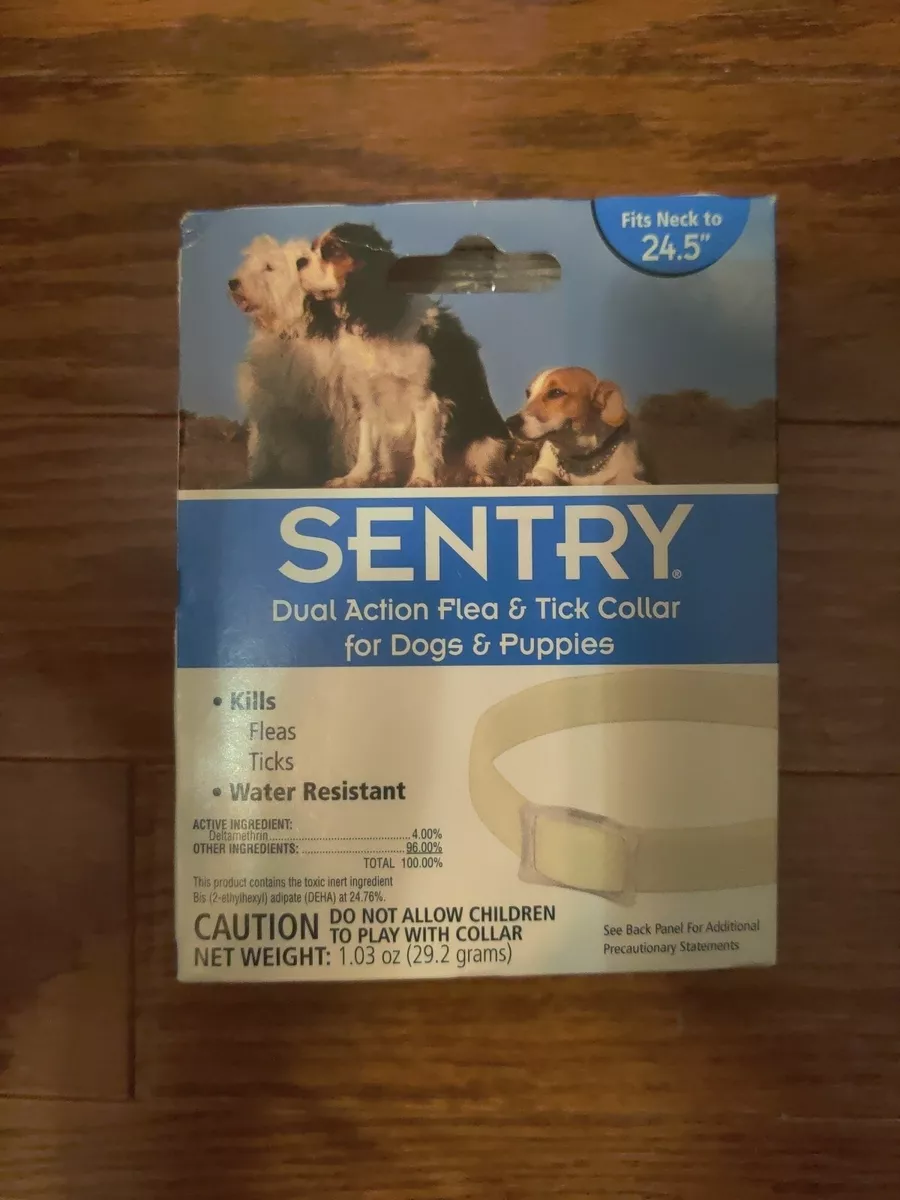 Fits Neck to
24.5"
SENTRY®
Dual Action Flea & Tick Collar
for Dogs & Puppies
• Kills
Fleas
Ticks
• Water Resistant
ACTIVE INGREDIENT:
Deltamethrin..........................................4.00%
OTHER INGREDIENTS: ..............................96.00%
TOTAL 100.00%
This product contains the toxic inert ingredient
Bis (2-ethylhexyl) adipate (DEHA) at 24.76%.
CAUTION DO NOT ALLOW CHILDREN
TO PLAY WITH COLLAR
NET WEIGHT: 1.03 oz (29.2 grams)
See Back Panel For Additional
Precautionary Statements